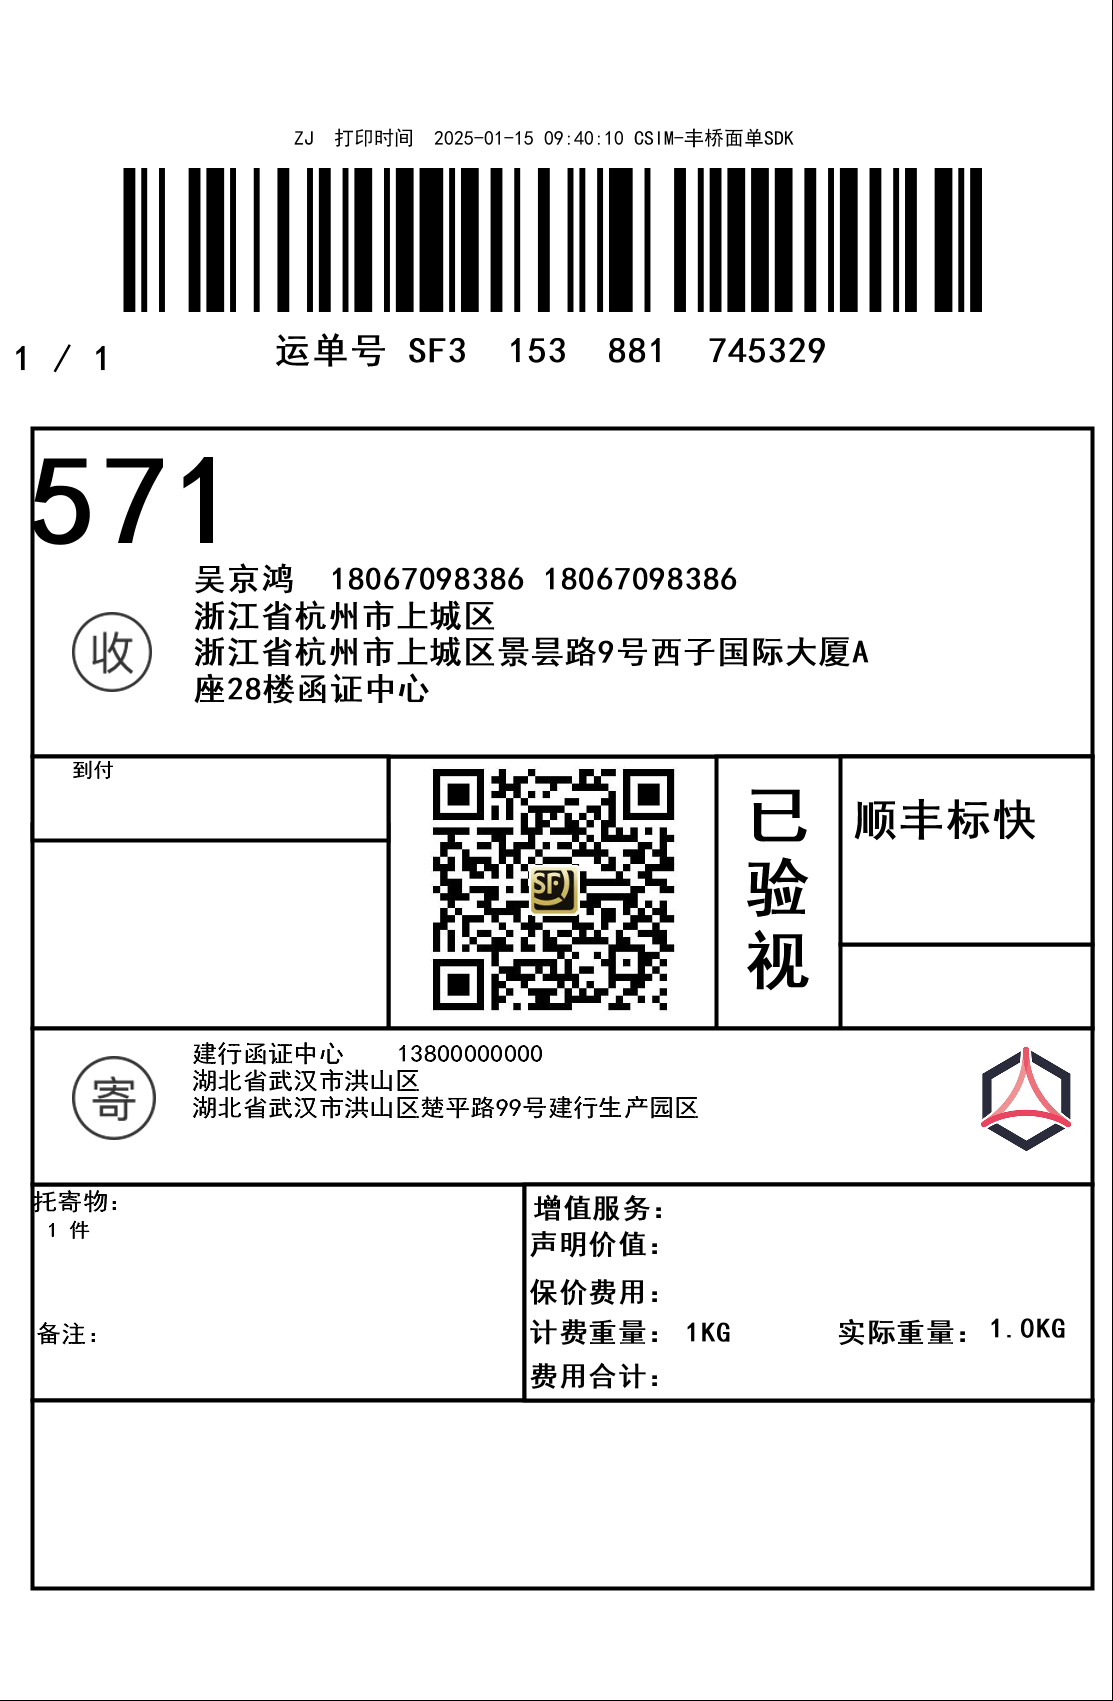 ZJ 打印时间 2025-01-15 09:40:10 CSIM-丰桥面单SDK
1 / 1
运单号 SF3 153 881 745329
571
收
吴京鸿 18067098386 18067098386
浙江省杭州市上城区
浙江省杭州市上城区景昙路9号西子国际大厦A
座28楼函证中心
到付
SF
已
验
视
顺丰标快
寄
建行函证中心 13800000000
湖北省武汉市洪山区
湖北省武汉市洪山区楚平路99号建行生产园区
托寄物：
1 件
备注：
增值服务：
声明价值：
保价费用：
计费重量： 1KG 实际重量： 1.0KG
费用合计：